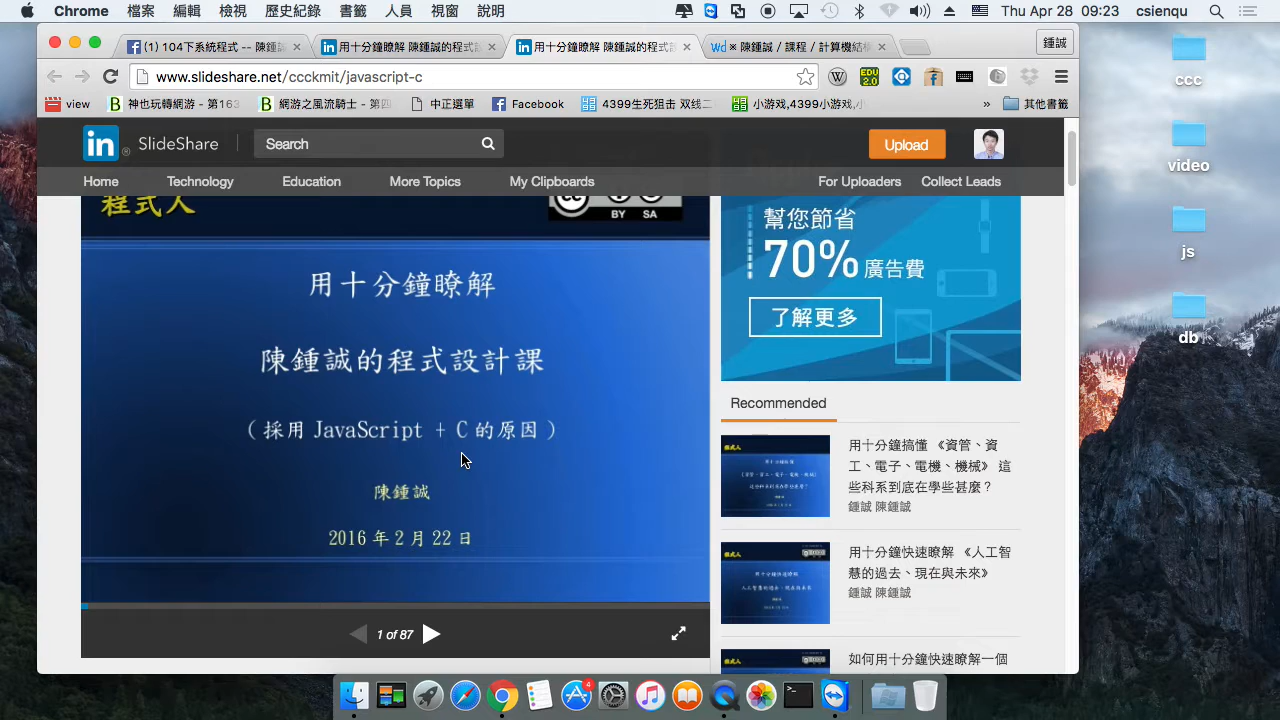 Chrome 檔案 編輯 檢視 歷史紀錄 書籤 人員 視窗 說明 Thu Apr 28 09:23 csienqu
(1) 104下系統程式 -- 陳鍾誠
用十分鐘瞭解 陳鍾誠的程式設
用十分鐘瞭解 陳鍾誠的程式設
※ 陳鍾誠 / 課程 / 計算機結構
鍾誠
www.slideshare.net/ccckmit/javascript-c
view
神也玩轉網游 - 第163
网游之風流騎士 - 第四
中正選單
Facebook
4399生死狙击 双线二
小游戏,4399小游戏,小
» 其他書籤
in SlideShare Search Upload
Home Technology Education More Topics My Clipboards For Uploaders Collect Leads
程式人
cc BY SA
用十分鐘瞭解
陳鍾誠的程式設計課
( 採用 JavaScript + C 的原因 )
陳鍾誠
2016 年 2 月 22 日
1 of 87
幫您節省
70% 廣告費
了解更多
Recommended
用十分鐘搞懂 《資管、資
工、電子、電機、機械》 這
些科系到底在學些甚麼？
鍾誠 陳鍾誠
用十分鐘快速瞭解 《人工智
慧的過去、現在與未來》
鍾誠 陳鍾誠
如何用十分鐘快速瞭解一個
ccc
video
js
db
4